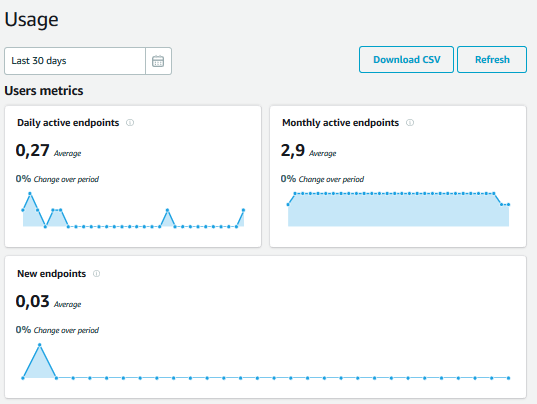 Usage
Last 30 days
Download CSV
Refresh
Users metrics
Daily active endpoints
0,27 Average
0% Change over period
Monthly active endpoints
2,9 Average
0% Change over period
New endpoints
0,03 Average
0% Change over period